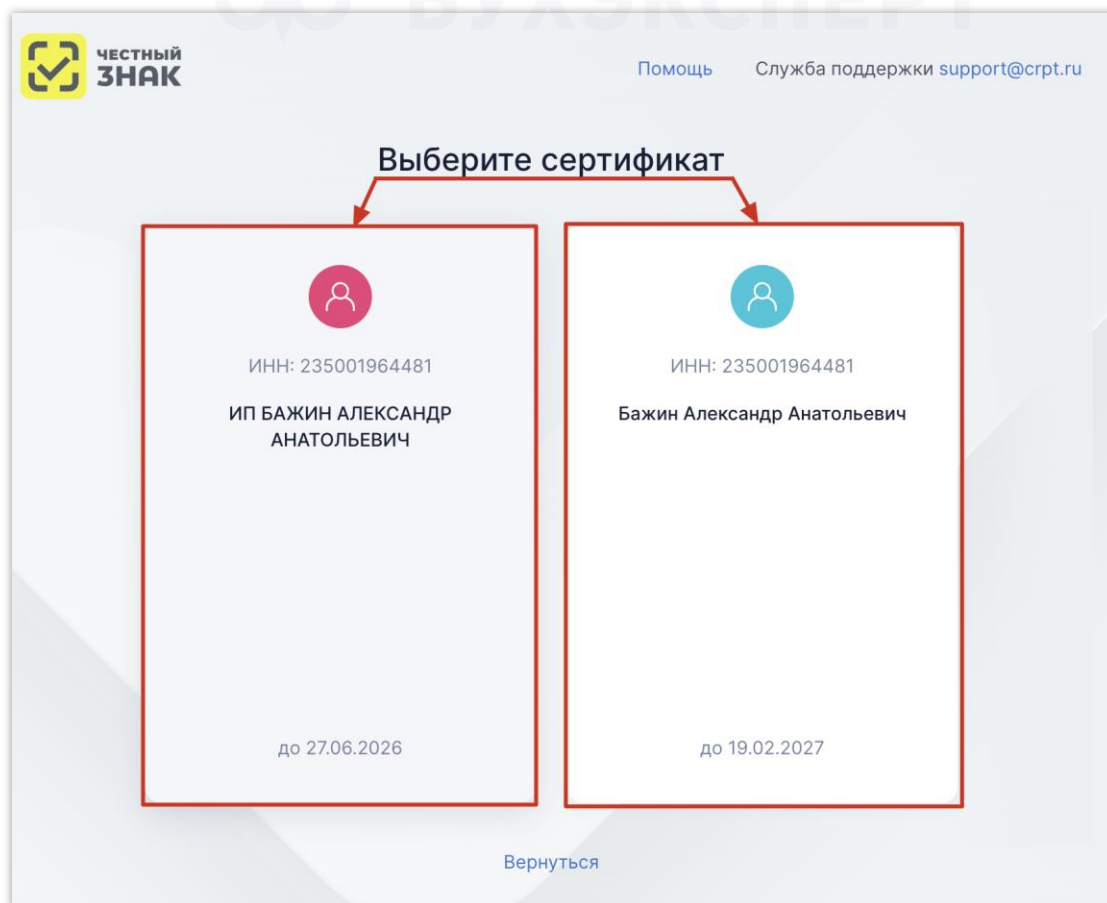 БУХЭКСПЕРТ
ЧЕСТНЫЙ
ЗНАК
Помощь Служба поддержки support@crpt.ru
Выберите сертификат
ИНН: 235001964481
ИП БАЖИН АЛЕКСАНДР
АНАТОЛЬЕВИЧ
до 27.06.2026
ИНН: 235001964481
Бажин Александр Анатольевич
до 19.02.2027
Вернуться